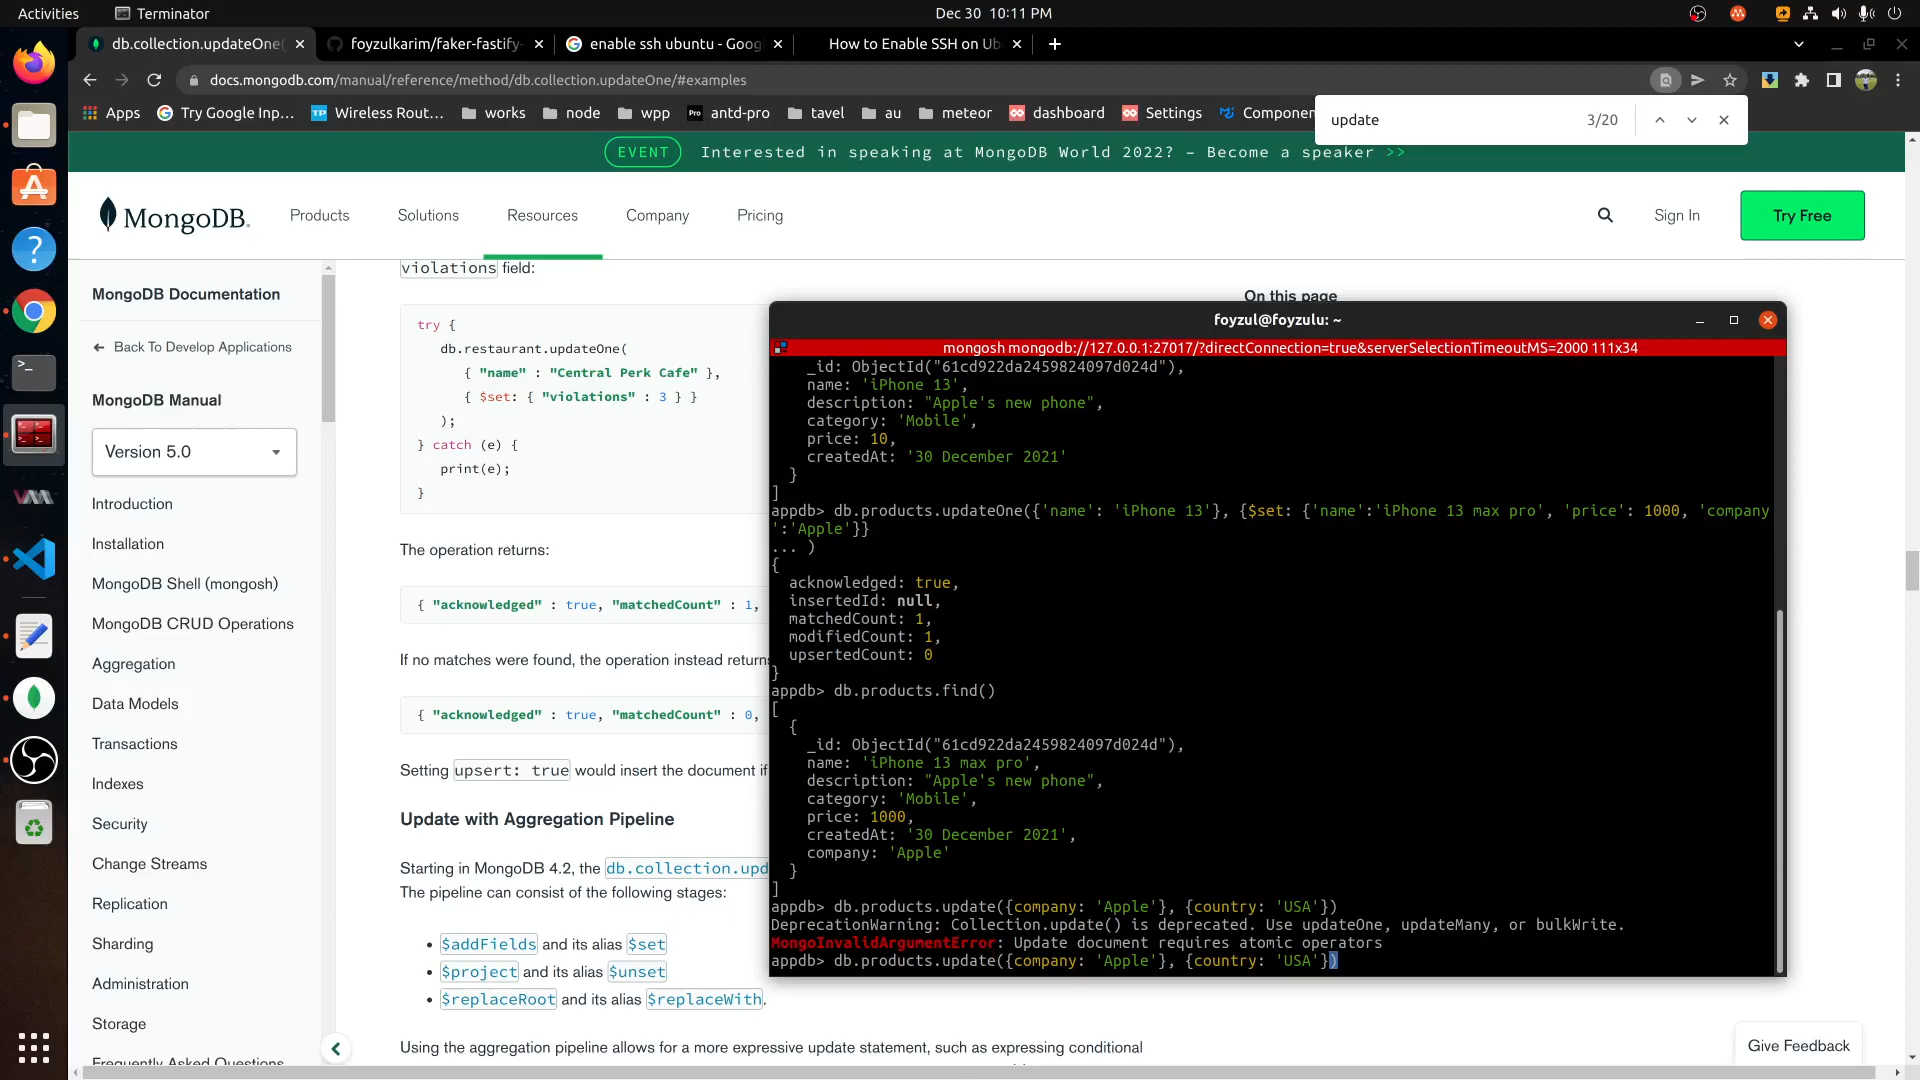 Activities
Terminator
Dec 30 10:11 PM
db.collection.updateOne(
foyzulkarim/faker-fastify-
enable ssh ubuntu - Goog
How to Enable SSH on Ub
docs.mongodb.com/manual/reference/method/db.collection.updateOne/#examples
Apps
Try Google Inp...
Wireless Rout...
works
node
wpp
antd-pro
tavel
au
meteor
dashboard
Settings
Componen
update
3/20
EVENT
Interested in speaking at MongoDB World 2022? – Become a speaker >>
MongoDB.
Products
Solutions
Resources
Company
Pricing
Sign In
Try Free
MongoDB Documentation
Back To Develop Applications
MongoDB Manual
Version 5.0
Introduction
Installation
MongoDB Shell (mongosh)
MongoDB CRUD Operations
Aggregation
Data Models
Transactions
Indexes
Security
Change Streams
Replication
Sharding
Administration
Storage
Frequently Asked Questions
violations field:
try {
db.restaurant.updateOne(
{ "name" : "Central Perk Cafe" },
{ $set: { "violations" : 3 } }
);
} catch (e) {
print(e);
}
The operation returns:
{ "acknowledged" : true, "matchedCount" : 1,
If no matches were found, the operation instead returns
{ "acknowledged" : true, "matchedCount" : 0,
Setting upsert: true would insert the document if
Update with Aggregation Pipeline
Starting in MongoDB 4.2, the db.collection.upd
The pipeline can consist of the following stages:
• $addFields and its alias $set
• $project and its alias $unset
• $replaceRoot and its alias $replaceWith.
Using the aggregation pipeline allows for a more expressive update statement, such as expressing conditional
On this page
foyzul@foyzulu: ~
mongosh mongodb://127.0.0.1:27017/?directConnection=true&serverSelectionTimeoutMS=2000 111x34
_id: ObjectId("61cd922da2459824097d024d"),
name: 'iPhone 13',
description: "Apple's new phone",
category: 'Mobile',
price: 10,
createdAt: '30 December 2021'
}
]
appdb> db.products.updateOne({'name': 'iPhone 13'}, {$set: {'name':'iPhone 13 max pro', 'price': 1000, 'company
':'Apple'}}
... )
{
acknowledged: true,
insertedId: null,
matchedCount: 1,
modifiedCount: 1,
upsertedCount: 0
}
appdb> db.products.find()
[
{
_id: ObjectId("61cd922da2459824097d024d"),
name: 'iPhone 13 max pro',
description: "Apple's new phone",
category: 'Mobile',
price: 1000,
createdAt: '30 December 2021',
company: 'Apple'
}
]
appdb> db.products.update({company: 'Apple'}, {country: 'USA'})
DeprecationWarning: Collection.update() is deprecated. Use updateOne, updateMany, or bulkWrite.
MongoInvalidArgumentError: Update document requires atomic operators
appdb> db.products.update({company: 'Apple'}, {country: 'USA'})
Give Feedback